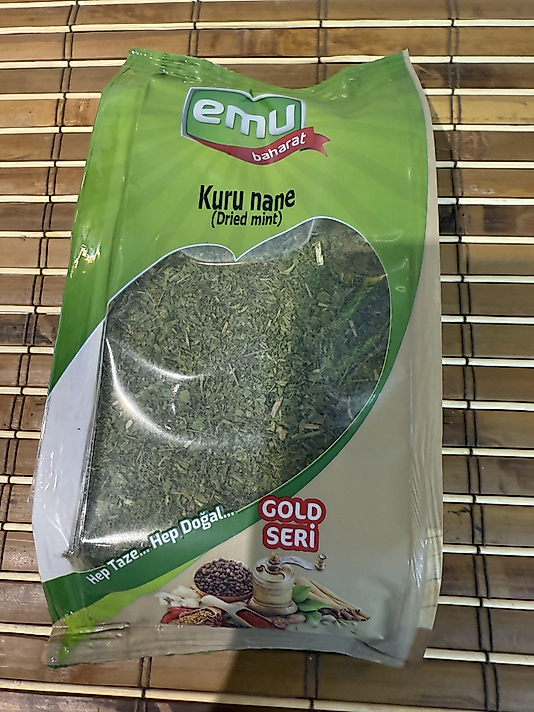 emu
baharat
Kuru nane
(Dried mint)
Hep Taze... Hep Doğal...
GOLD
SERİ